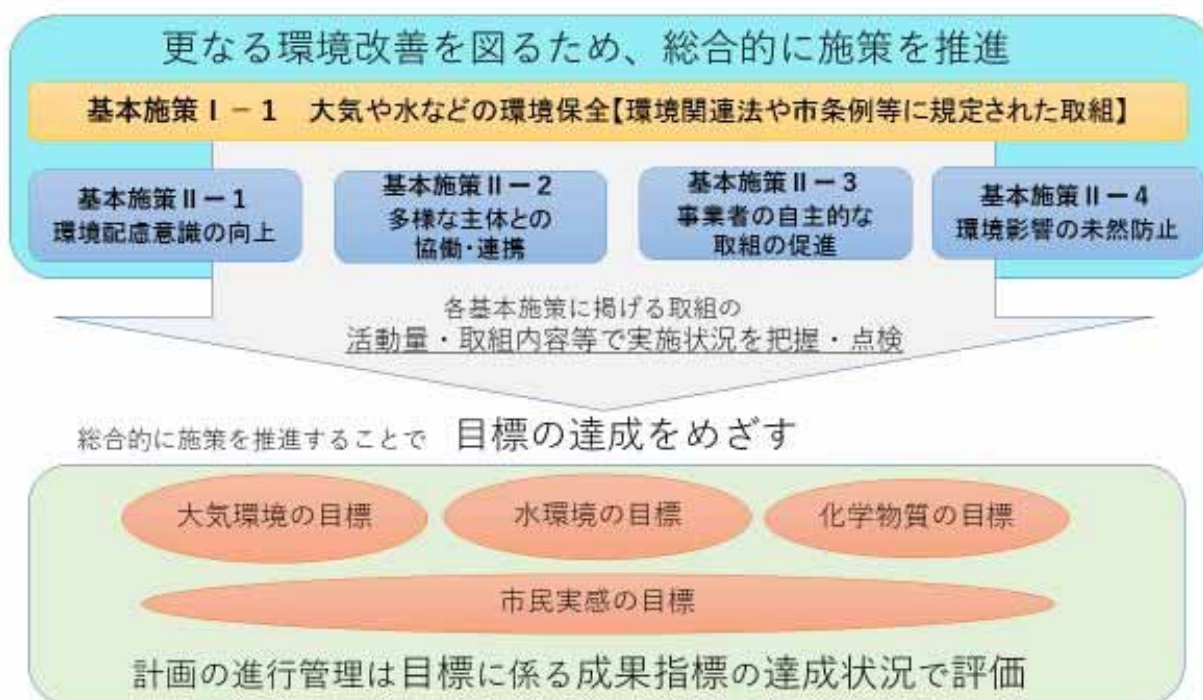 更なる環境改善を図るため、総合的に施策を推進
基本施策Ⅰ－1　大気や水などの環境保全【環境関連法や市条例等に規定された取組】
基本施策Ⅱー1
環境配慮意識の向上
基本施策Ⅱー2
多様な主体との
協働・連携
基本施策Ⅱー3
事業者の自主的な
取組の促進
基本施策Ⅱー4
環境影響の未然防止
各基本施策に掲げる取組の
活動量・取組内容等で実施状況を把握・点検
総合的に施策を推進することで　目標の達成をめざす
大気環境の目標
水環境の目標
化学物質の目標
市民実感の目標
計画の進行管理は目標に係る成果指標の達成状況で評価